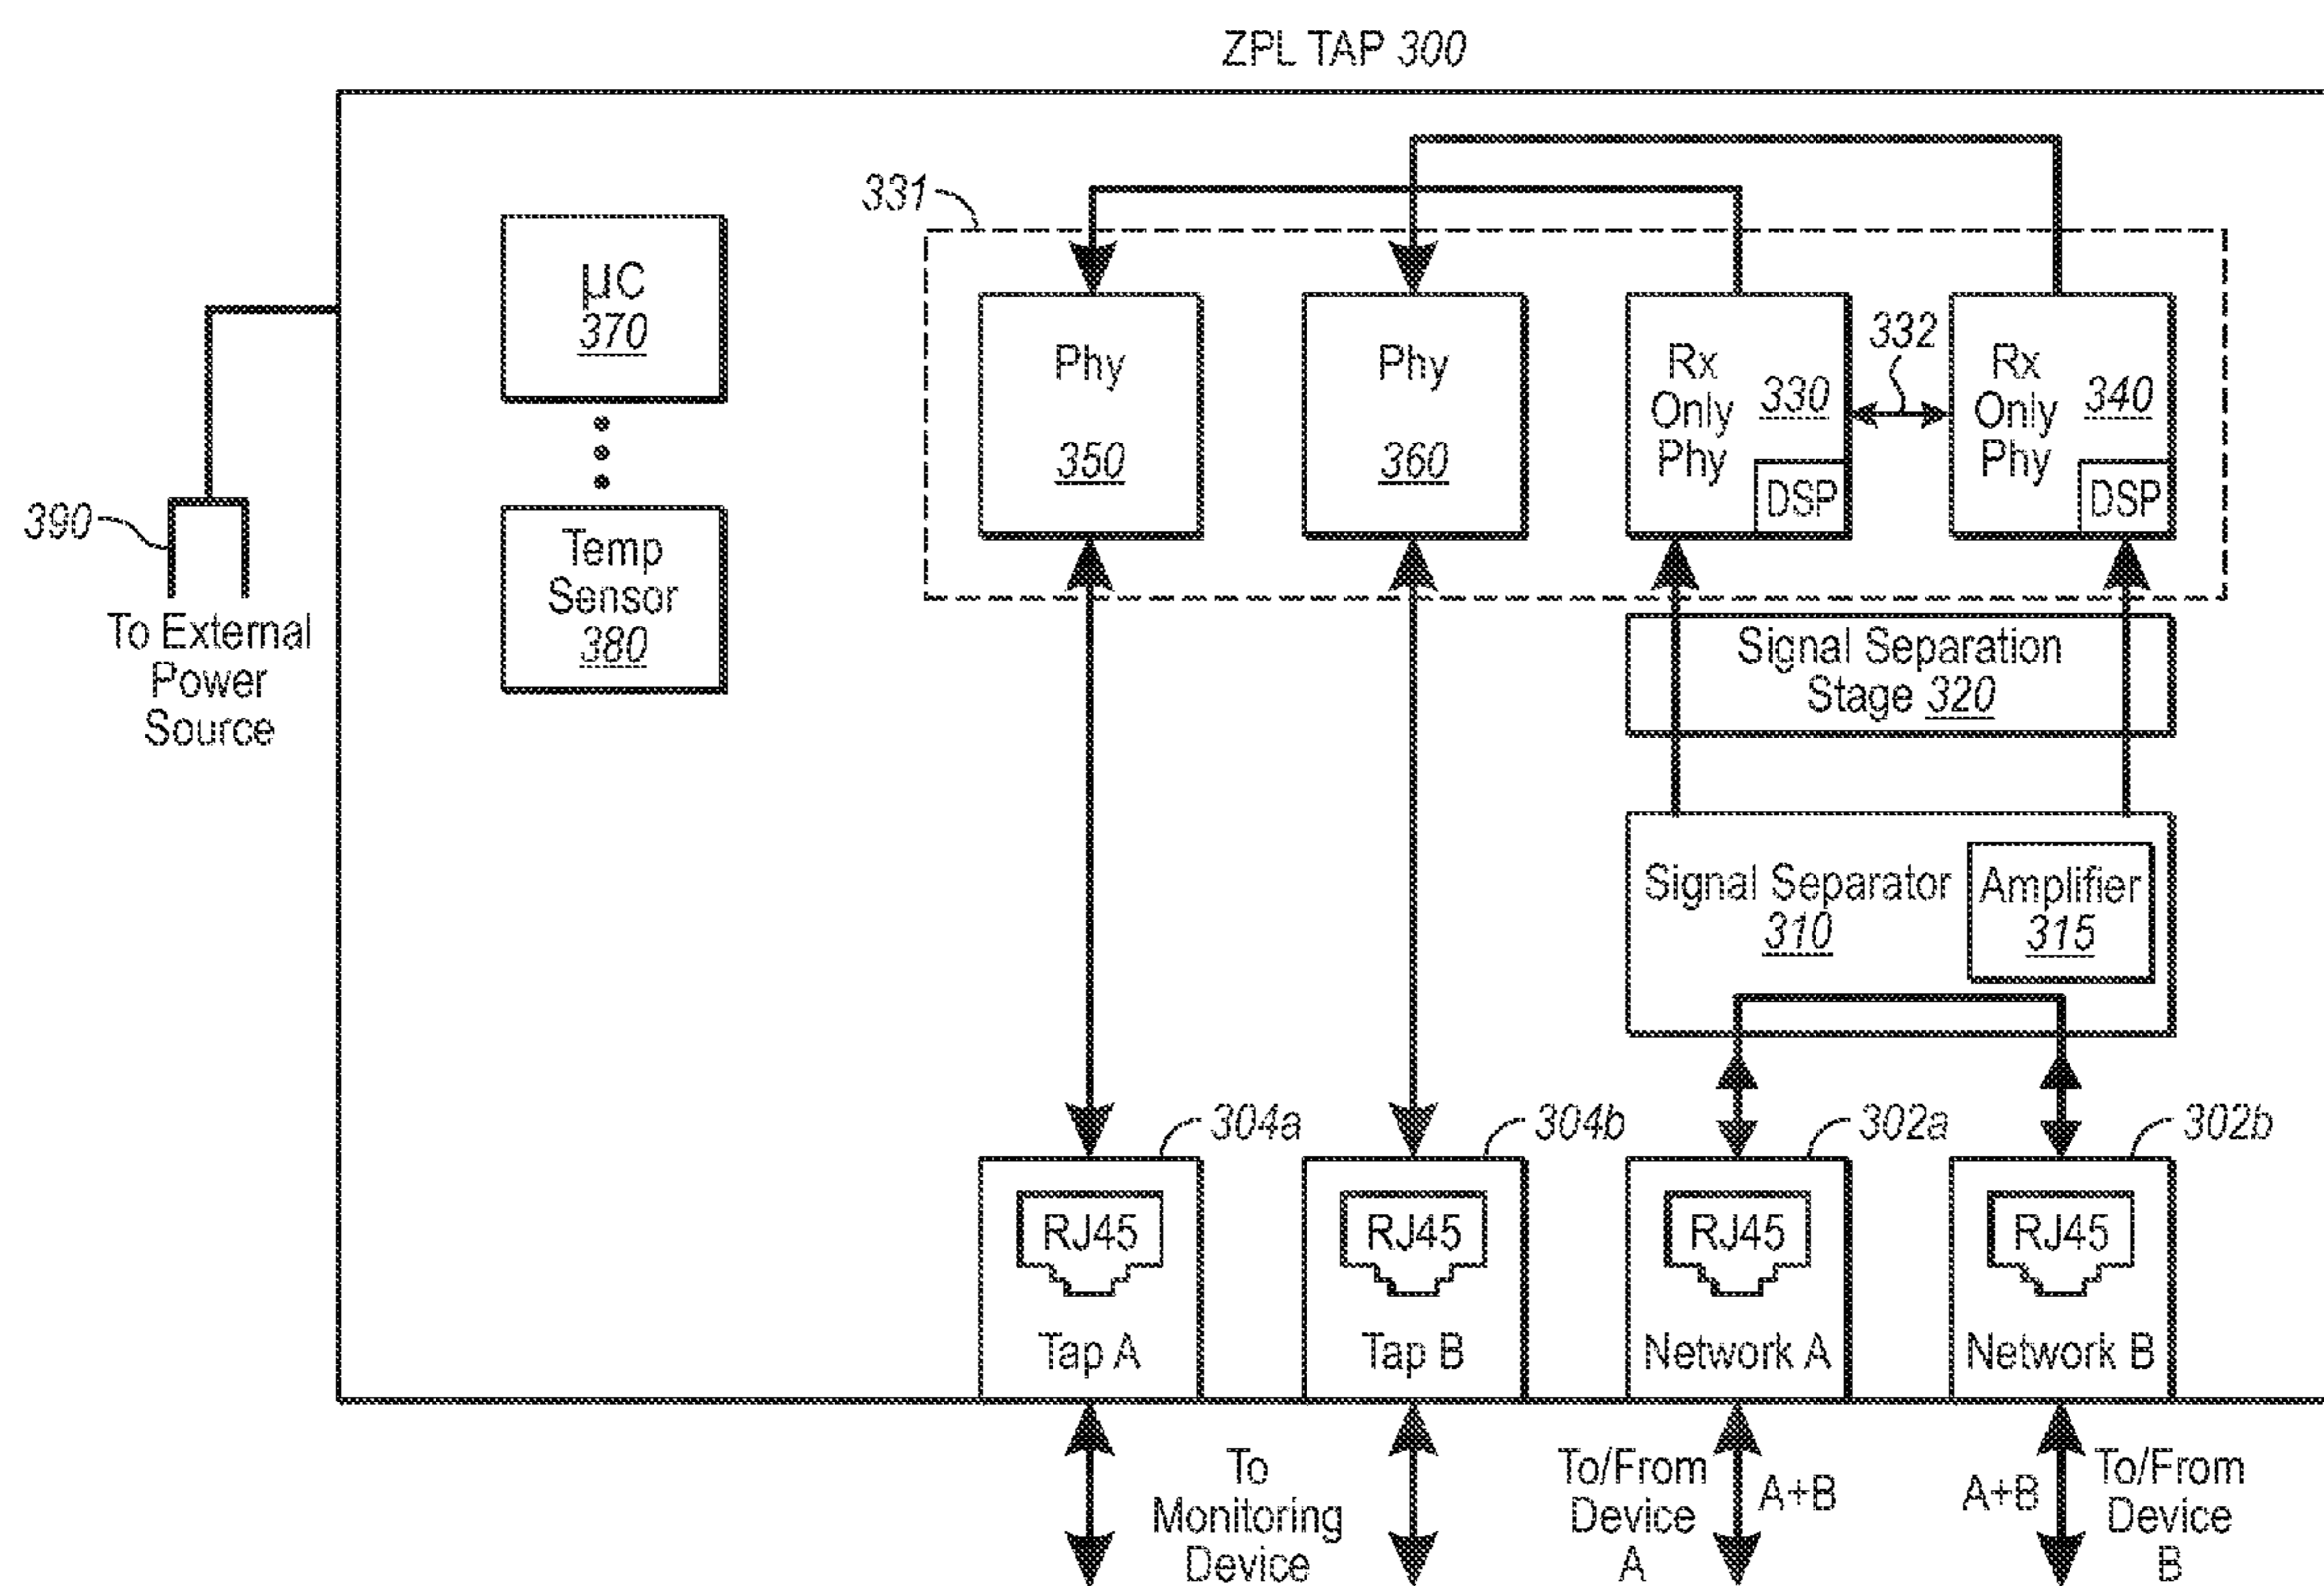 ZPL TAP 300
331
µC
370
Temp
Sensor
380
390
To External
Power
Source
Phy
350
Phy
360
Rx
Only
Phy
330
DSP
332
Rx
Only
Phy
340
DSP
Signal Separation
Stage 320
Signal Separator
310
Amplifier
315
304a
304b
302a
302b
RJ45
Tap A
RJ45
Tap B
RJ45
Network A
RJ45
Network B
To
Monitoring
Device
To/From
Device
A
A+B
A+B
To/From
Device
B